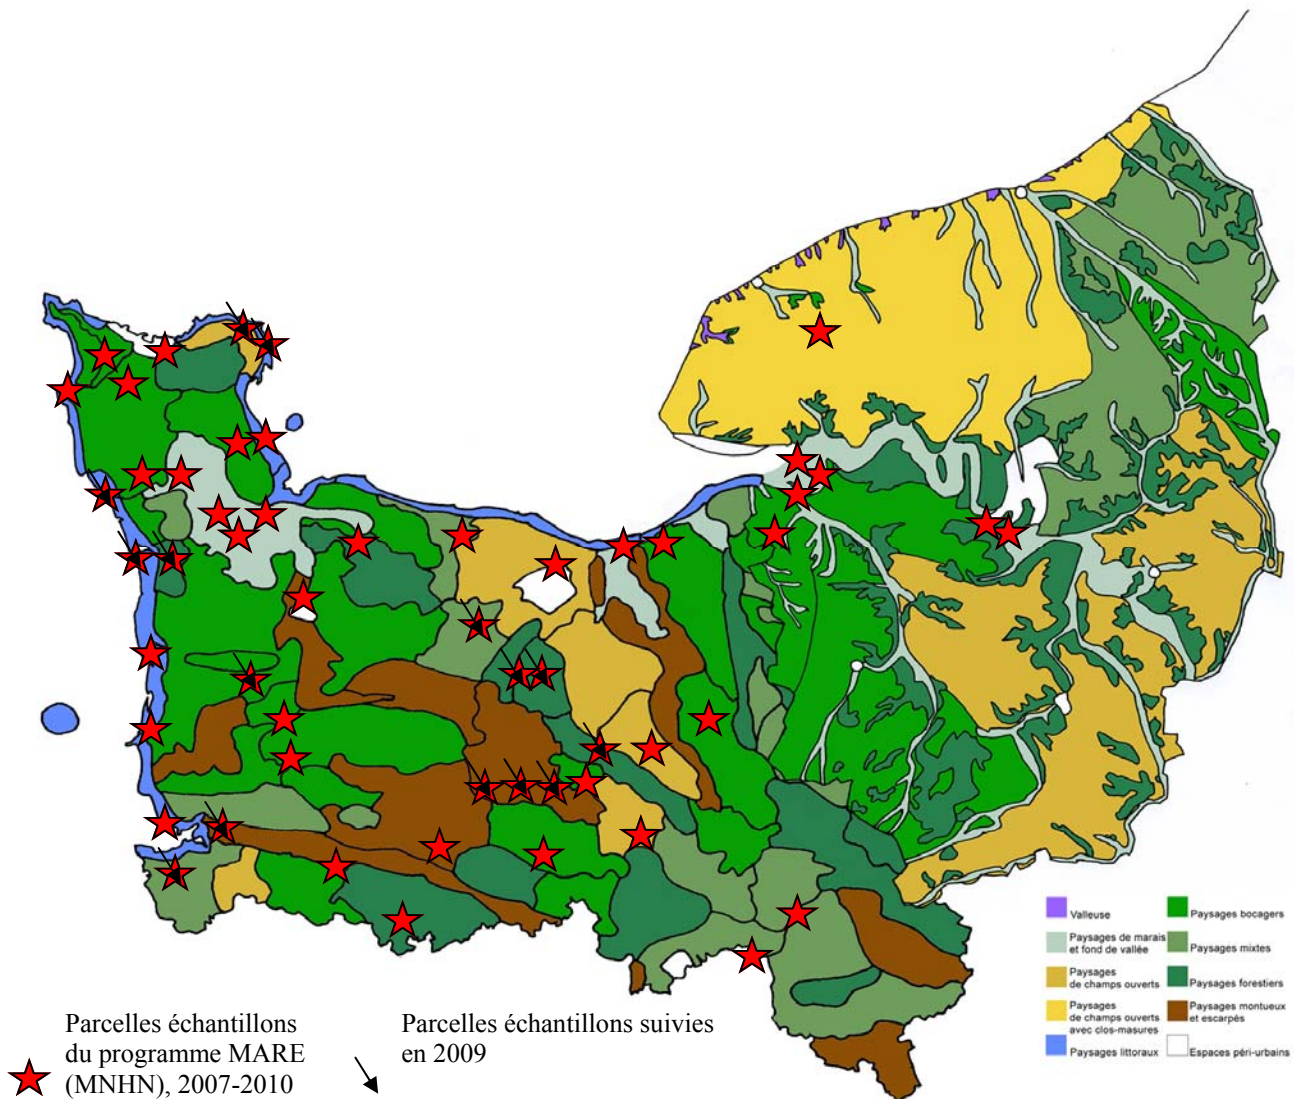 Valleuse
Paysages de marais
et fond de vallée
Paysages
de champs ouverts
Paysages
de champs ouverts
avec clos-masures
Paysages littoraux
Paysages bocagers
Paysages mixtes
Paysages forestiers
Paysages montueux
et escarpés
Espaces péri-urbains
Parcelles échantillons
du programme MARE
(MNHN), 2007-2010
Parcelles échantillons suivies
en 2009